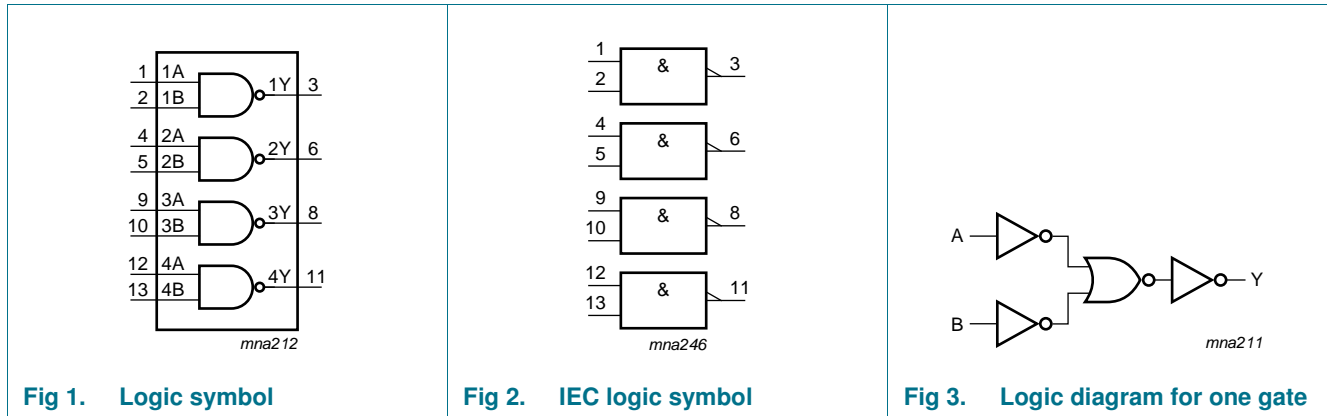 1 1A
2 1B
1Y 3
4 2A
5 2B
2Y 6
9 3A
10 3B
3Y 8
12 4A
13 4B
4Y 11
mna212
Fig 1. Logic symbol
1
2
&
3
4
5
&
6
9
10
&
8
12
13
&
11
mna246
Fig 2. IEC logic symbol
A
B
Y
mna211
Fig 3. Logic diagram for one gate